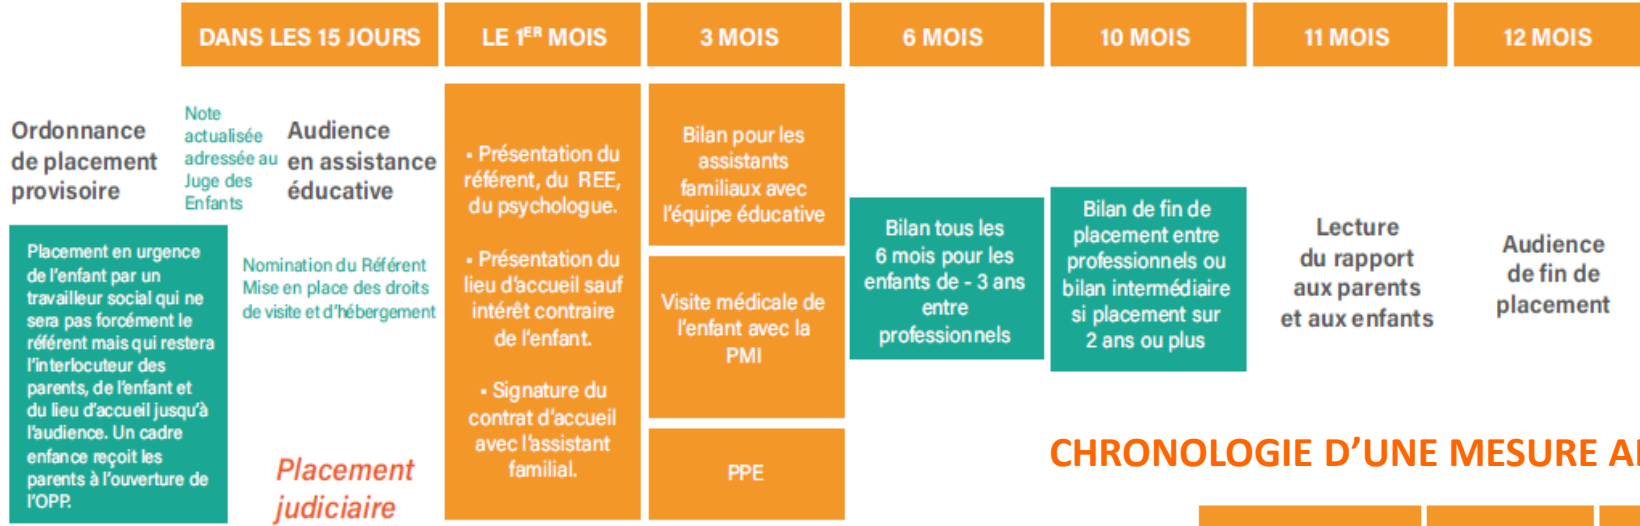 DANS LES 15 JOURS
LE 1ER MOIS
3 MOIS
6 MOIS
10 MOIS
11 MOIS
12 MOIS
Ordonnance
de placement
provisoire
Placement en urgence
de l'enfant par un
travailleur social qui ne
sera pas forcément le
référent mais qui restera
l'interlocuteur des
parents, de l'enfant et
du lieu d'accueil jusqu'à
l'audience. Un cadre
enfance reçoit les
parents à l'ouverture de
l'OPP.
Note
actualisée
adressée au
Juge des
Enfants
Audience
en assistance
éducative
Nomination du Référent
Mise en place des droits
de visite et d'hébergement
Placement
judiciaire
• Présentation du
référent, du REE,
du psychologue.
• Présentation du
lieu d'accueil sauf
intérêt contraire
de l'enfant.
• Signature du
contrat d'accueil
avec l'assistant
familial.
Bilan pour les
assistants
familiaux avec
l'équipe éducative
Visite médicale de
l'enfant avec la
PMI
PPE
Bilan tous les
6 mois pour les
enfants de - 3 ans
entre
professionnels
Bilan de fin de
placement entre
professionnels ou
bilan intermédiaire
si placement sur
2 ans ou plus
Lecture
du rapport
aux parents
et aux enfants
Audience
de fin de
placement
CHRONOLOGIE D'UNE MESURE